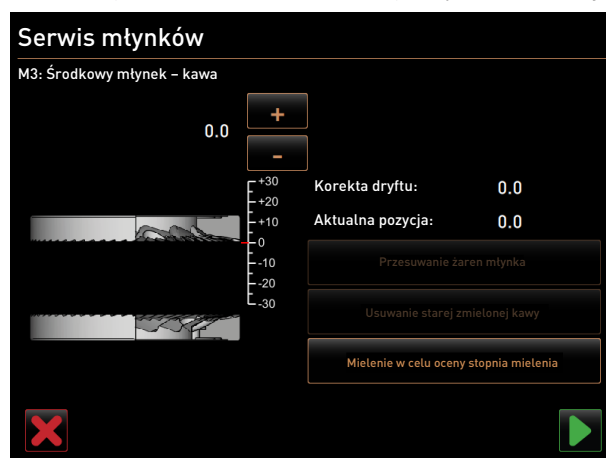 Serwis młynków
M3: Środkowy młynek – kawa
0.0
+
-
+30
+20
+10
0
-10
-20
-30
Korekta dryftu: 0.0
Aktualna pozycja: 0.0
Przesuwanie żaren młynka
Usuwanie starej zmielonej kawy
Mielenie w celu oceny stopnia mielenia